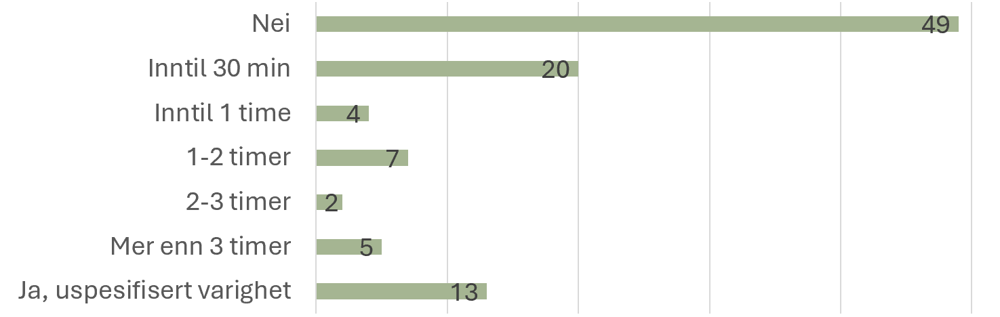 Nei 49
Inntil 30 min 20
Inntil 1 time 4
1-2 timer 7
2-3 timer 2
Mer enn 3 timer 5
Ja, uspesifisert varighet 13